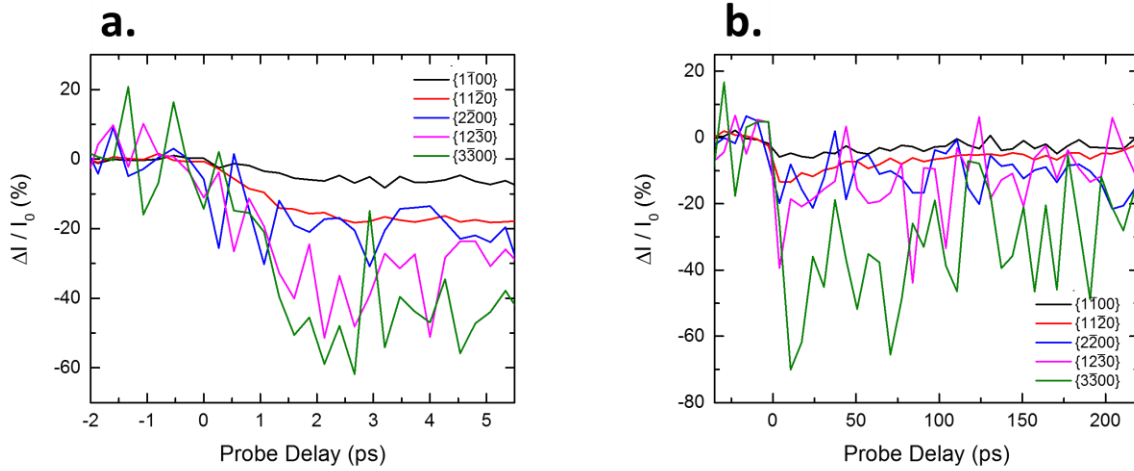 a.
ΔI / I₀ (%)
20
0
-20
-40
-60
{11̄00}
{112̄0}
{22̄00}
{123̄0}
{33̄00}
-2 -1 0 1 2 3 4 5
Probe Delay (ps)
b.
ΔI / I₀ (%)
20
0
-20
-40
-60
-80
{11̄00}
{112̄0}
{22̄00}
{123̄0}
{33̄00}
0 50 100 150 200
Probe Delay (ps)